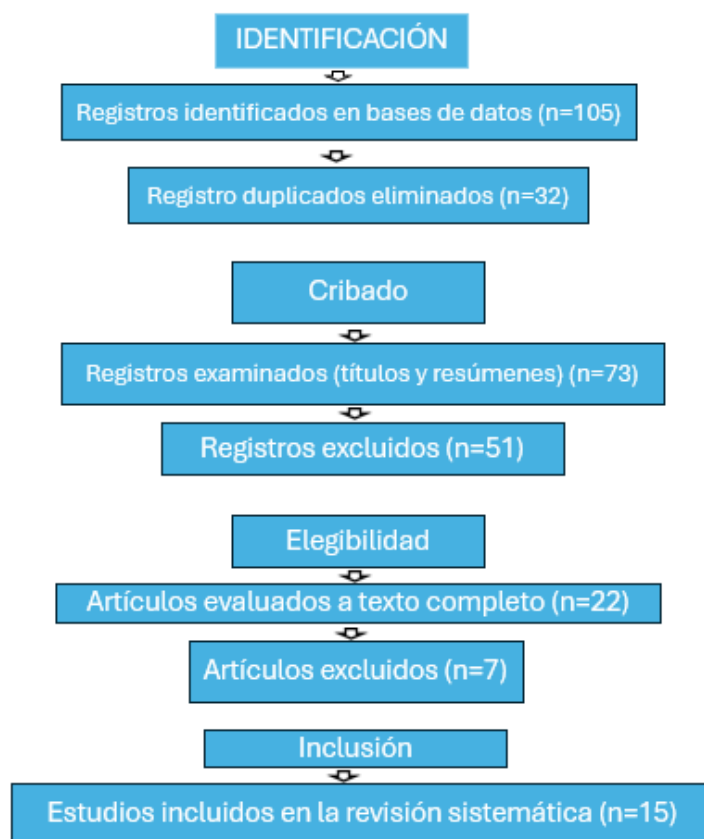 IDENTIFICACIÓN
Registros identificados en bases de datos (n=105)
Registro duplicados eliminados (n=32)
Cribado
Registros examinados (títulos y resúmenes) (n=73)
Registros excluidos (n=51)
Elegibilidad
Artículos evaluados a texto completo (n=22)
Artículos excluidos (n=7)
Inclusión
Estudios incluidos en la revisión sistemática (n=15)